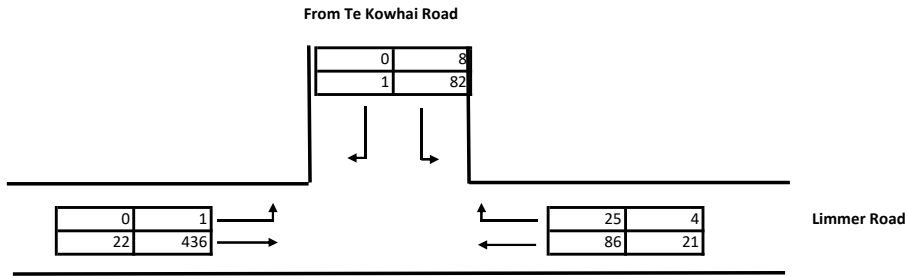 From Te Kowhai Road
0 8
1 82
0 1 25 4 Limmer Road
22 436 86 21